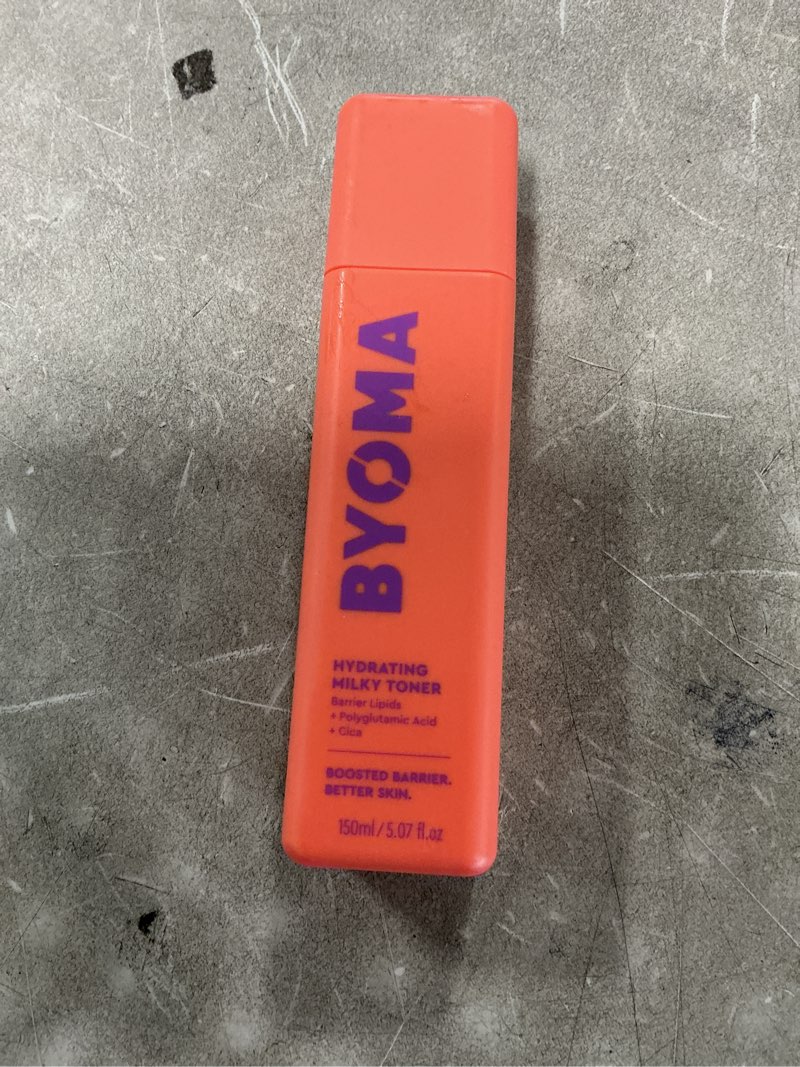 BYOMA
HYDRATING
MILKY TONER
Barrier Lipids
+ Polyglutamic Acid
+ Cica
BOOSTED BARRIER.
BETTER SKIN.
150ml / 5.07 fl.oz